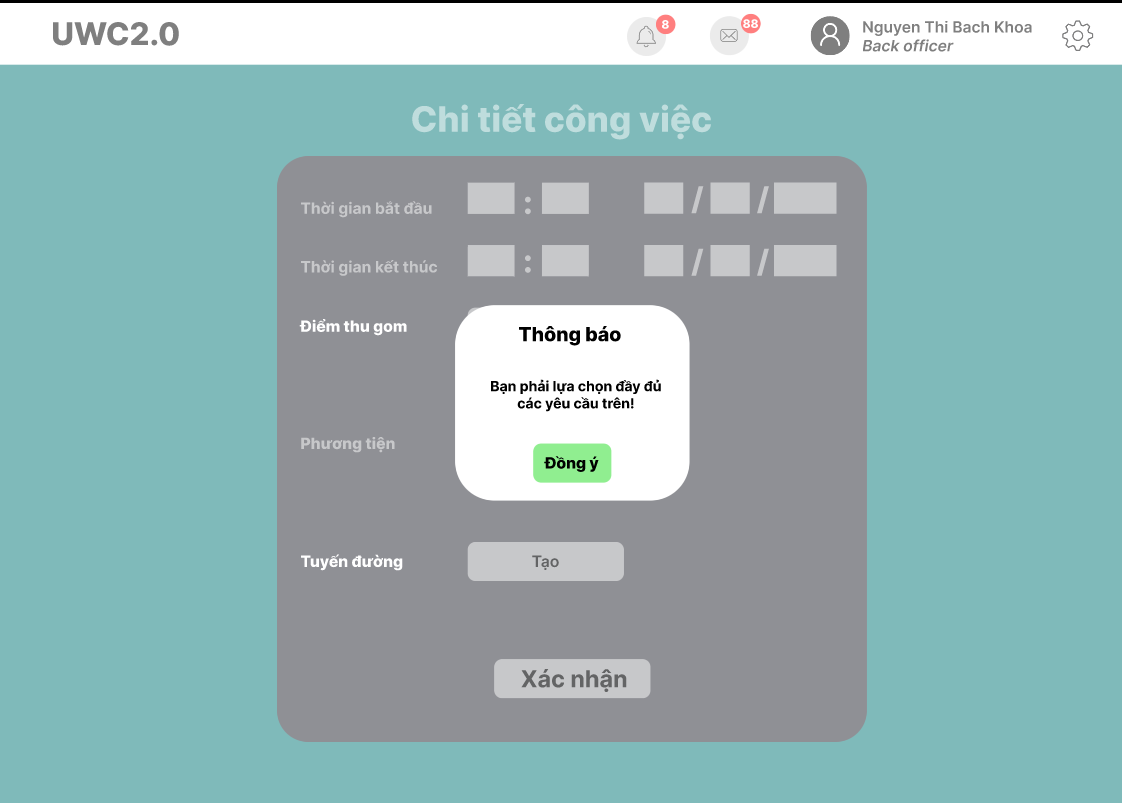 UWC2.0
8
88
Nguyen Thi Bach Khoa
Back officer
Chi tiết công việc
Thời gian bắt đầu : / /
Thời gian kết thúc : / /
Điểm thu gom
Thông báo
Bạn phải lựa chọn đầy đủ
các yêu cầu trên!
Phương tiện
Đồng ý
Tuyến đường
Tạo
Xác nhận